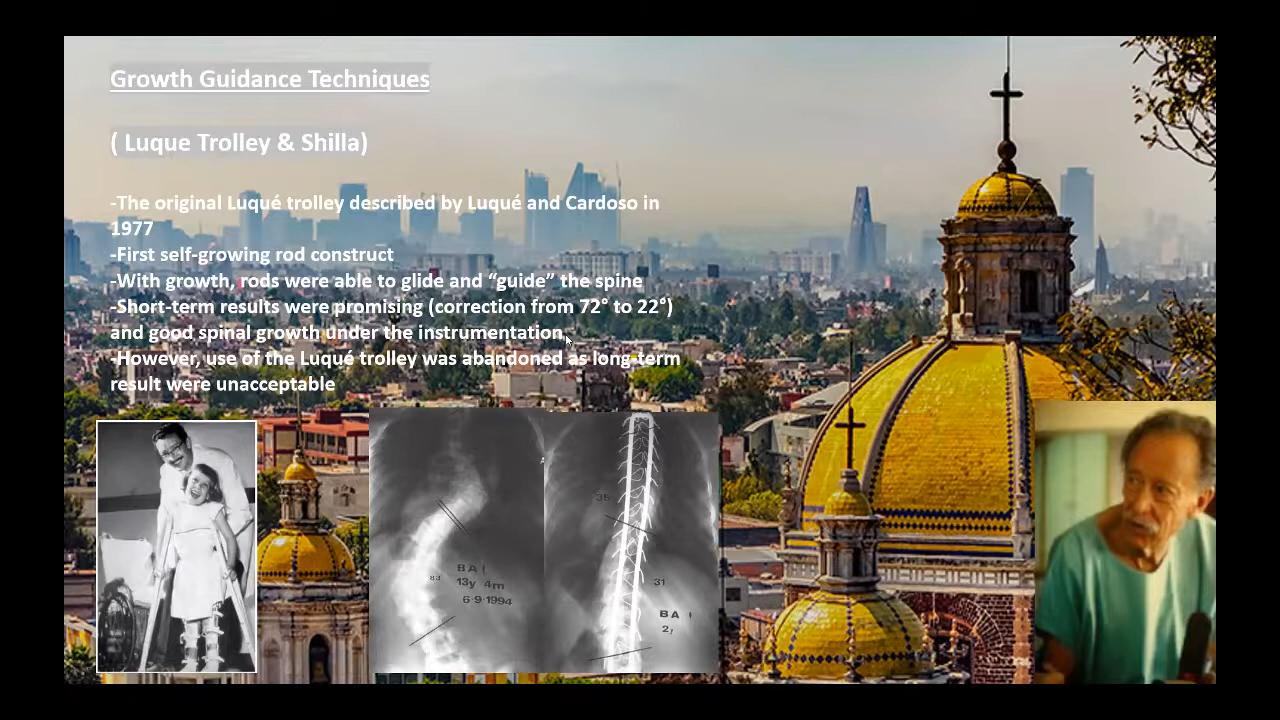 Growth Guidance Techniques
( Luque Trolley & Shilla)
-The original Luqué trolley described by Luqué and Cardoso in
1977
-First self-growing rod construct
-With growth, rods were able to glide and “guide” the spine
-Short-term results were promising (correction from 72° to 22°)
and good spinal growth under the instrumentation.
-However, use of the Luqué trolley was abandoned as long-term
result were unacceptable
83
B A
13y 4m
6·9·1994
35
31
B A